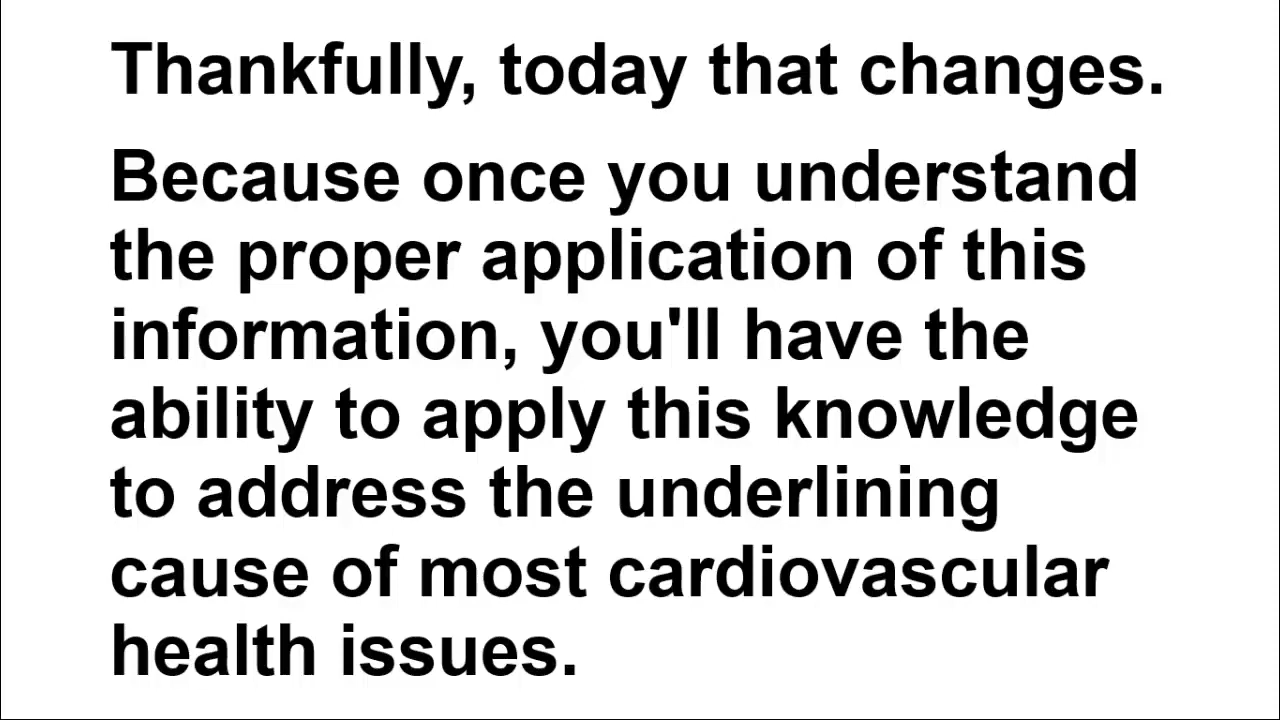 Thankfully, today that changes.
Because once you understand
the proper application of this
information, you'll have the
ability to apply this knowledge
to address the underlining
cause of most cardiovascular
health issues.